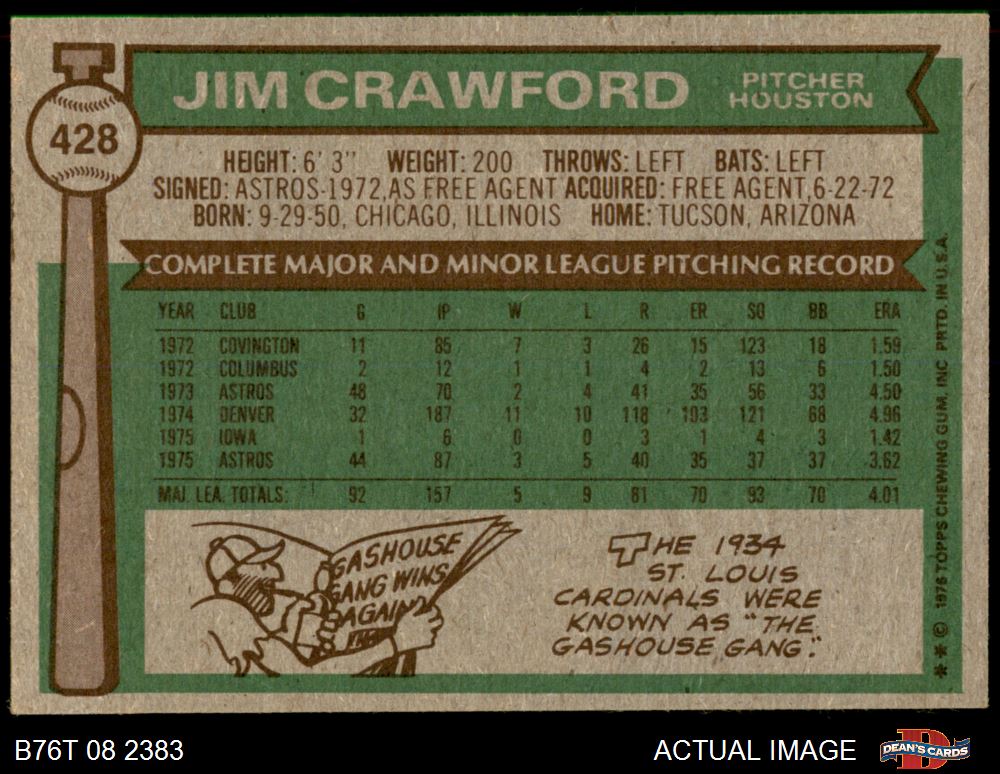 428
JIM CRAWFORD
PITCHER
HOUSTON
HEIGHT: 6' 3" WEIGHT: 200 THROWS: LEFT BATS: LEFT
SIGNED: ASTROS-1972, AS FREE AGENT ACQUIRED: FREE AGENT, 6-22-72
BORN: 9-29-50, CHICAGO, ILLINOIS HOME: TUCSON, ARIZONA
COMPLETE MAJOR AND MINOR LEAGUE PITCHING RECORD
YEAR CLUB G IP W L R ER SO BB ERA
1972 COVINGTON 11 85 7 3 26 15 123 18 1.59
1972 COLUMBUS 2 12 1 1 4 2 13 6 1.50
1973 ASTROS 48 70 2 4 41 35 56 33 4.50
1974 DENVER 32 187 11 10 118 103 121 68 4.96
1975 IOWA 1 6 0 0 3 1 4 3 1.42
1975 ASTROS 44 87 3 5 40 35 37 37 3.62
MAJ. LEA. TOTALS: 92 157 5 9 81 70 93 70 4.01
GASHOUSE
GANG WINS
AGAIN
THE 1934
ST. LOUIS
CARDINALS WERE
KNOWN AS "THE
GASHOUSE GANG."
** © 1976 TOPPS CHEWING GUM, INC. PRTD. IN U.S.A.
B76T 08 2383
ACTUAL IMAGE
DEAN'S CARDS